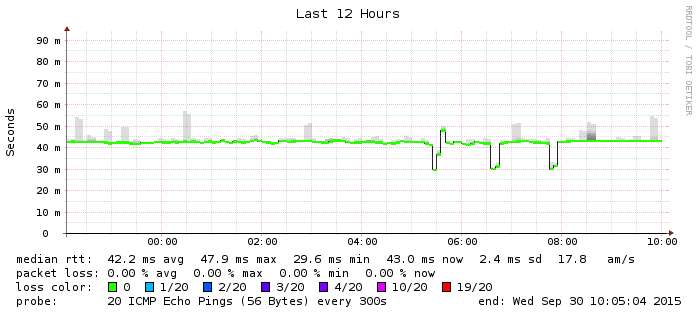 Last 12 Hours
RRDTOOL / TOBI OETIKER
Seconds
90 m
80 m
70 m
60 m
50 m
40 m
30 m
20 m
10 m
0
00:00 02:00 04:00 06:00 08:00 10:00
median rtt: 42.2 ms avg 47.9 ms max 29.6 ms min 43.0 ms now 2.4 ms sd 17.8 am/s
packet loss: 0.00 % avg 0.00 % max 0.00 % min 0.00 % now
loss color: 0 1/20 2/20 3/20 4/20 10/20 19/20
probe: 20 ICMP Echo Pings (56 Bytes) every 300s end: Wed Sep 30 10:05:04 2015